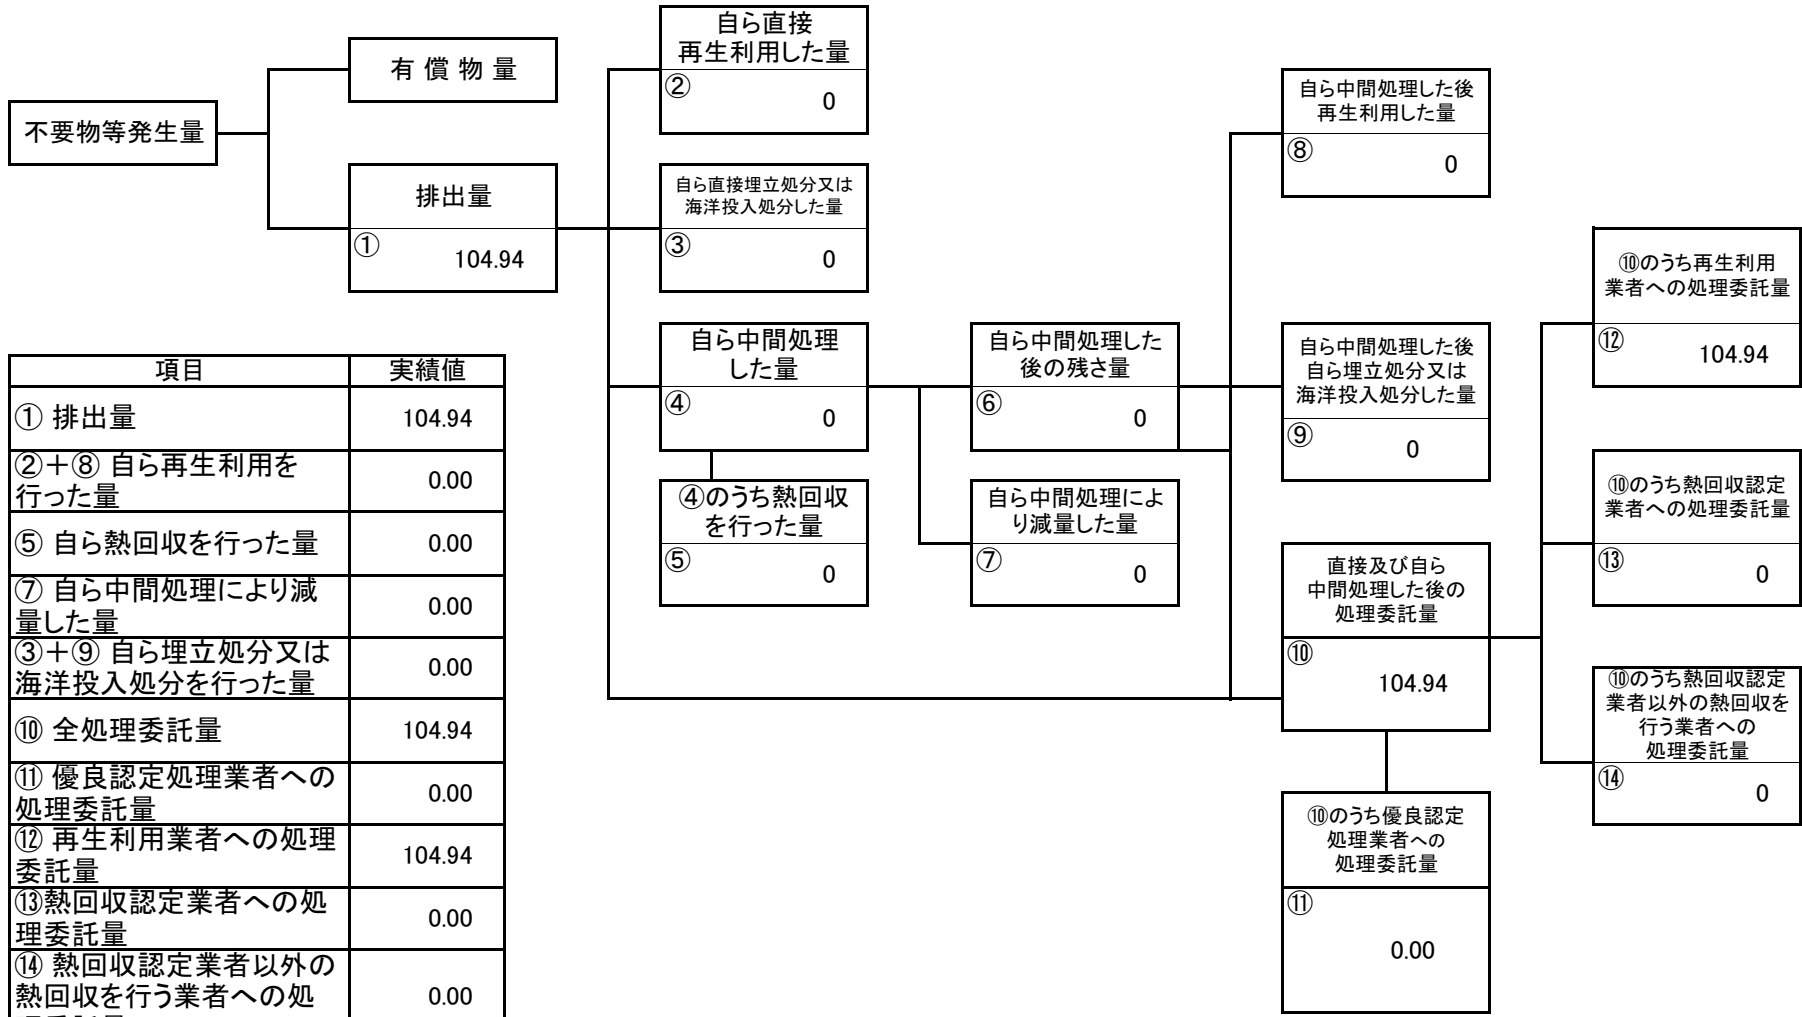 不要物等発生量
有 償 物 量
排出量
①
104.94
自ら直接
再生利用した量
②
0
自ら直接埋立処分又は
海洋投入処分した量
③
0
自ら中間処理
した量
④
0
④のうち熱回収
を行った量
⑤
0
自ら中間処理した
後の残さ量
⑥
0
自ら中間処理によ
り減量した量
⑦
0
自ら中間処理した後
再生利用した量
⑧
0
自ら中間処理した後
自ら埋立処分又は
海洋投入処分した量
⑨
0
直接及び自ら
中間処理した後の
処理委託量
⑩
104.94
⑩のうち優良認定
処理業者への
処理委託量
⑪
0.00
⑩のうち再生利用
業者への処理委託量
⑫
104.94
⑩のうち熱回収認定
業者への処理委託量
⑬
0
⑩のうち熱回収認定
業者以外の熱回収を
行う業者への
処理委託量
⑭
0
項目 実績値
① 排出量 104.94
②＋⑧ 自ら再生利用を
行った量 0.00
⑤ 自ら熱回収を行った量 0.00
⑦ 自ら中間処理により減
量した量 0.00
③＋⑨ 自ら埋立処分又は
海洋投入処分を行った量 0.00
⑩ 全処理委託量 104.94
⑪ 優良認定処理業者への
処理委託量 0.00
⑫ 再生利用業者への処理
委託量 104.94
⑬熱回収認定業者への処
理委託量 0.00
⑭ 熱回収認定業者以外の
熱回収を行う業者への処 0.00